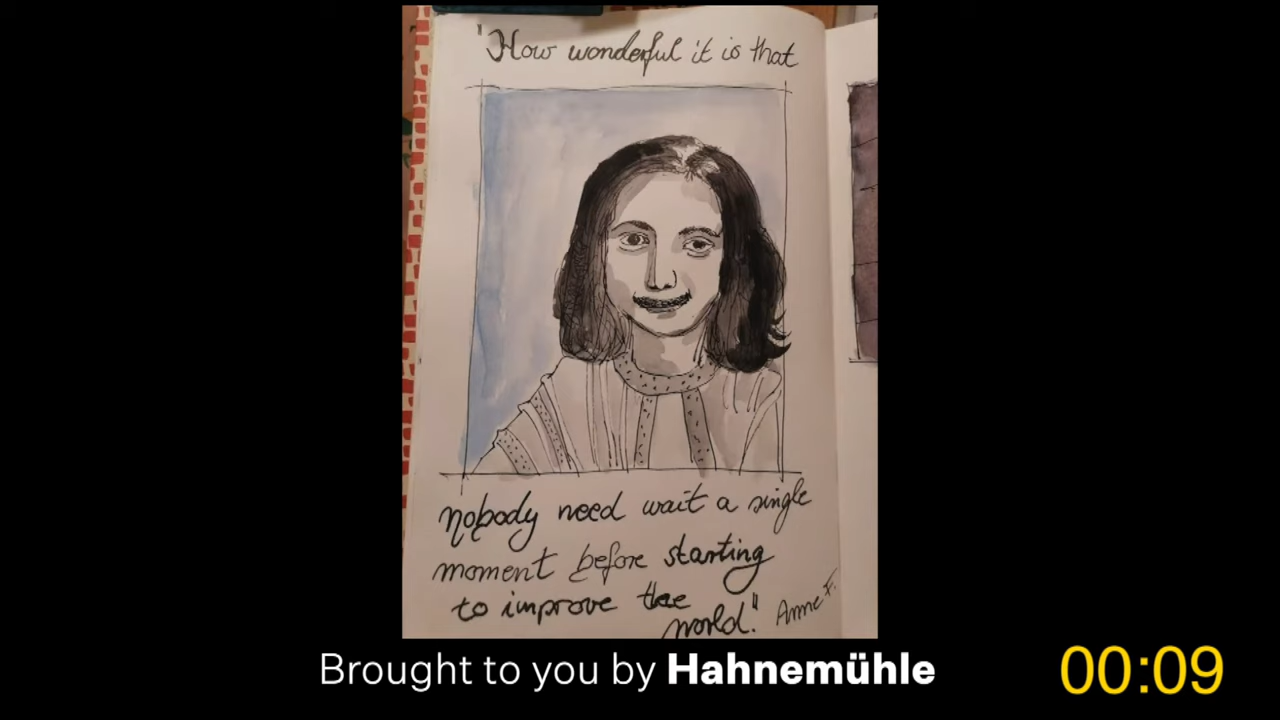 "How wonderful it is that
nobody need wait a single
moment before starting
to improve the
world."
Anne F.
Brought to you by Hahnemühle
00:09